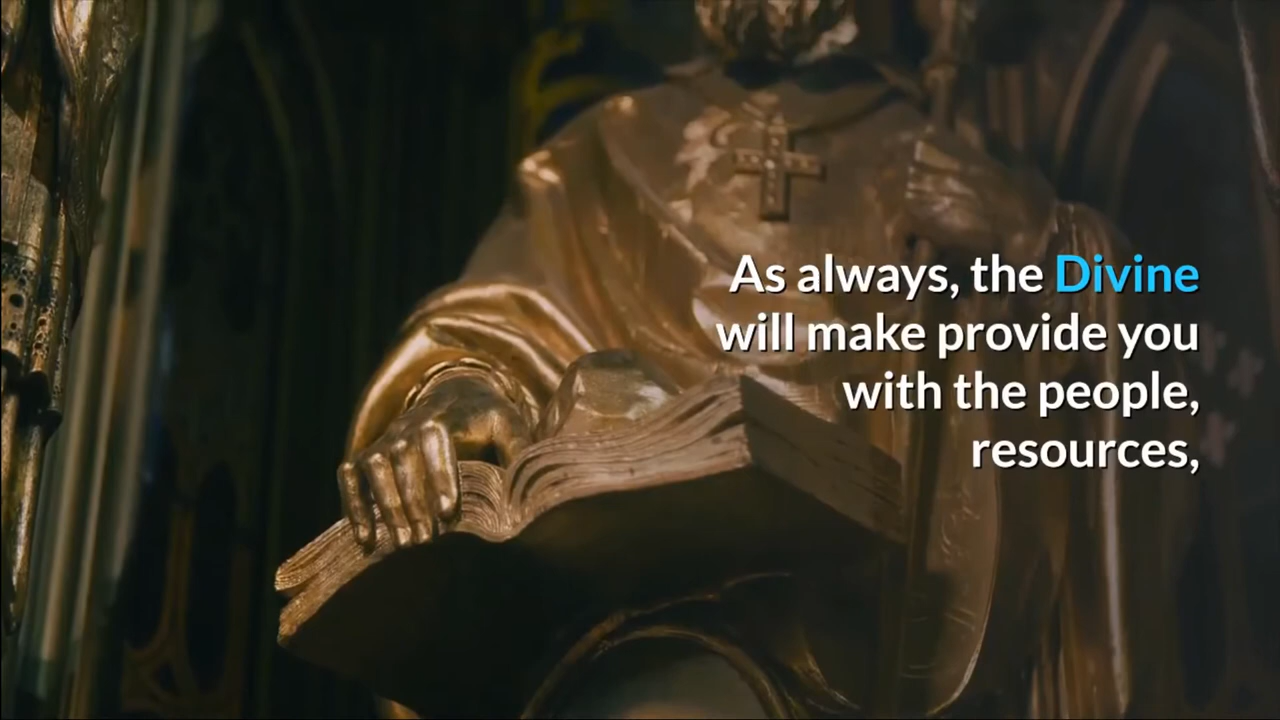 As always, the Divine
will make provide you
with the people,
resources,